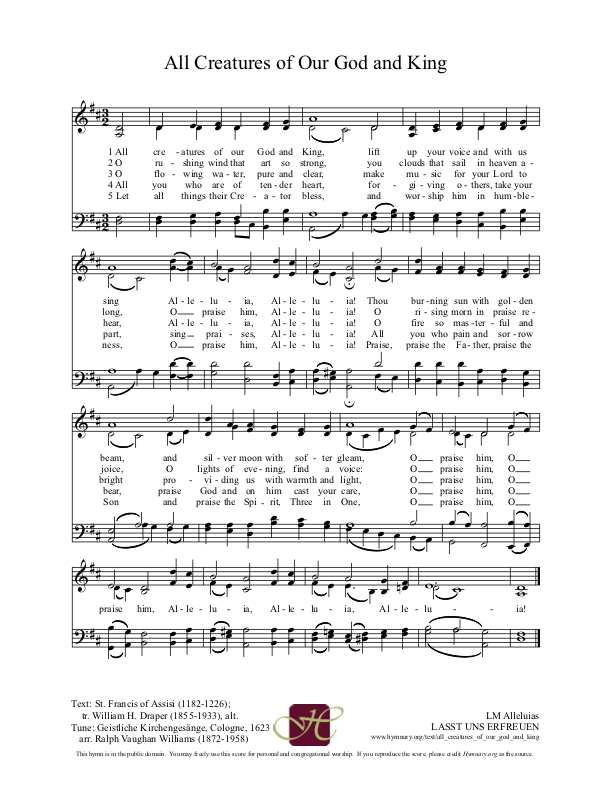 All Creatures of Our God and King
1 All cre - atures of our God and King, lift up your voice and with us
2 O ru - shing wind that art so strong, you clouds that sail in heaven a -
3 O flo - wing wa - ter, pure and clear, make mu - sic for your Lord to
4 All you who are of ten - der heart, for - giving others, take your
5 Let all things their Cre - a - tor bless, and wor - ship him in hum - ble -
sing Al - le - lu - ia, Al - le - lu - ia! Thou bur - ning sun with gol - den
long, O praise him, Al - le - lu - ia! O ri - sing morn in praise re -
hear, Al - le - lu - ia, Al - le - lu - ia! O fire so mas - ter - ful and
part, sing prai - ses, Al - le - lu - ia! All you who pain and sor - row
ness, O praise him, Al - le - lu - ia! Praise, praise the Fa - ther, praise the
beam, and sil - ver moon with sof - ter gleam, O praise him, O
joice, O lights of eve - ning, find a voice: O praise him, O
bright pro - vi - ding us with warmth and light, O praise him, O
bear, praise God and on him cast your care, O praise him, O
Son and praise the Spi - rit, Three in One, O praise him, O
praise him, Al - le - lu - ia, Al - le - lu - ia, Al - le - lu - ia!
Text: St. Francis of Assisi (1182-1226);
tr. William H. Draper (1855-1933), alt.
Tune: Geistliche Kirchengesänge, Cologne, 1623
arr. Ralph Vaughan Williams (1872-1958)
H
LM Alleluias
LASST UNS ERFREUEN
www.hymnary.org/text/all_creatures_of_our_god_and_king
This hymn is in the public domain. You may freely use this score for personal and congregational worship. If you reproduce the score, please credit Hymnary.org as the source.